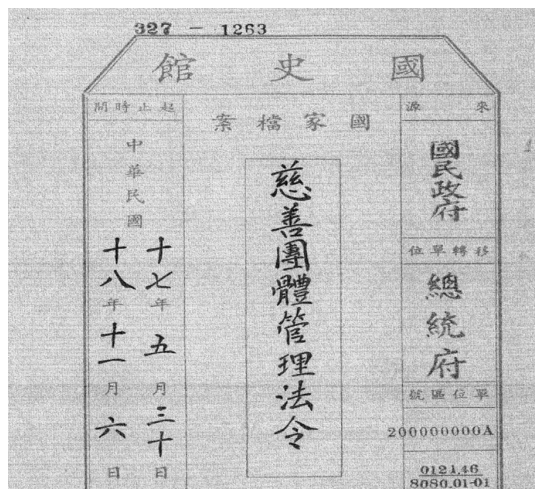 327 - 1263
國史館
來源
國民政府
移轉單位
總統府
單位區號
200000000A
0121.46
8080.01-01
國家檔案
慈善團體管理法令
起止時間
中華民國
十七年五月三十日
十八年十一月六日